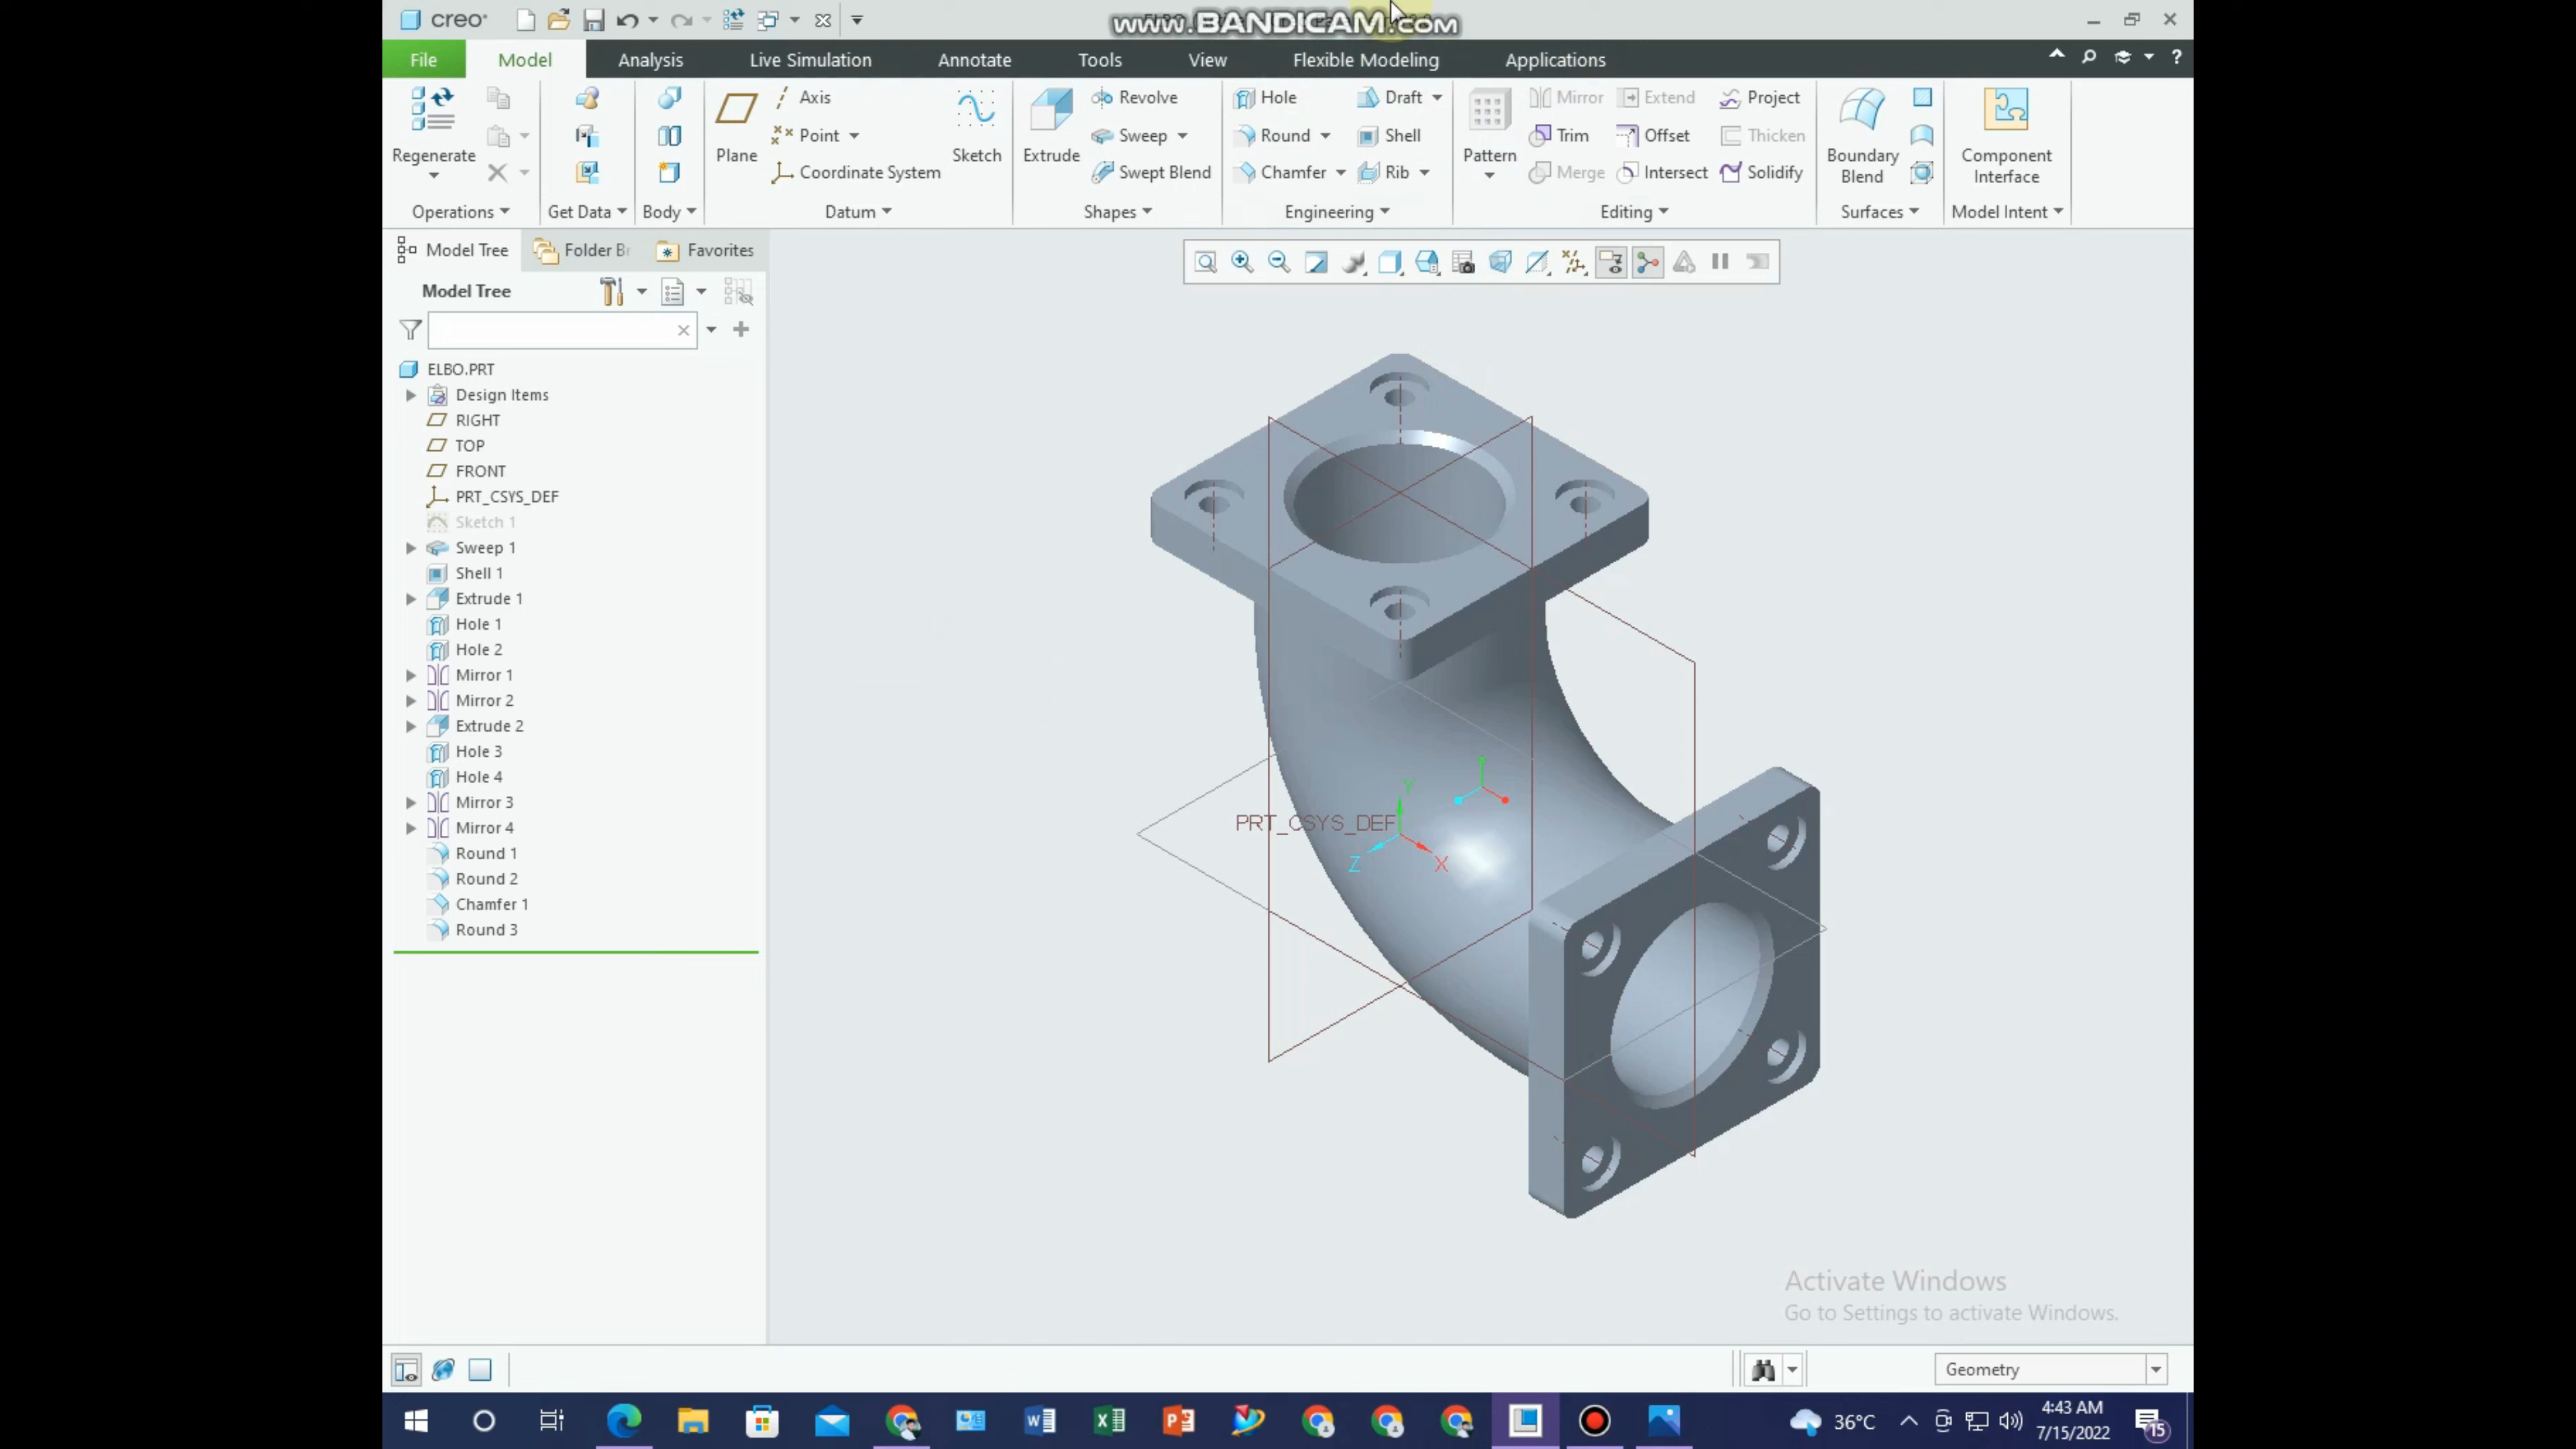 creo
www.BANDICAM.com
File Model Analysis Live Simulation Annotate Tools View Flexible Modeling Applications
Regenerate
Operations
Get Data
Body
Plane
Axis
Point
Coordinate System
Sketch
Datum
Extrude
Revolve
Sweep
Swept Blend
Shapes
Hole
Draft
Round
Shell
Chamfer
Rib
Engineering
Pattern
Mirror
Extend
Project
Trim
Offset
Thicken
Merge
Intersect
Solidify
Editing
Boundary
Blend
Surfaces
Component
Interface
Model Intent
Model Tree
Folder Br
Favorites
Model Tree
ELBO.PRT
Design Items
RIGHT
TOP
FRONT
PRT_CSYS_DEF
Sketch 1
Sweep 1
Shell 1
Extrude 1
Hole 1
Hole 2
Mirror 1
Mirror 2
Extrude 2
Hole 3
Hole 4
Mirror 3
Mirror 4
Round 1
Round 2
Chamfer 1
Round 3
Y
PRT_CSYS_DEF
Z
X
Activate Windows
Go to Settings to activate Windows.
Geometry
36°C
4:43 AM
7/15/2022
15